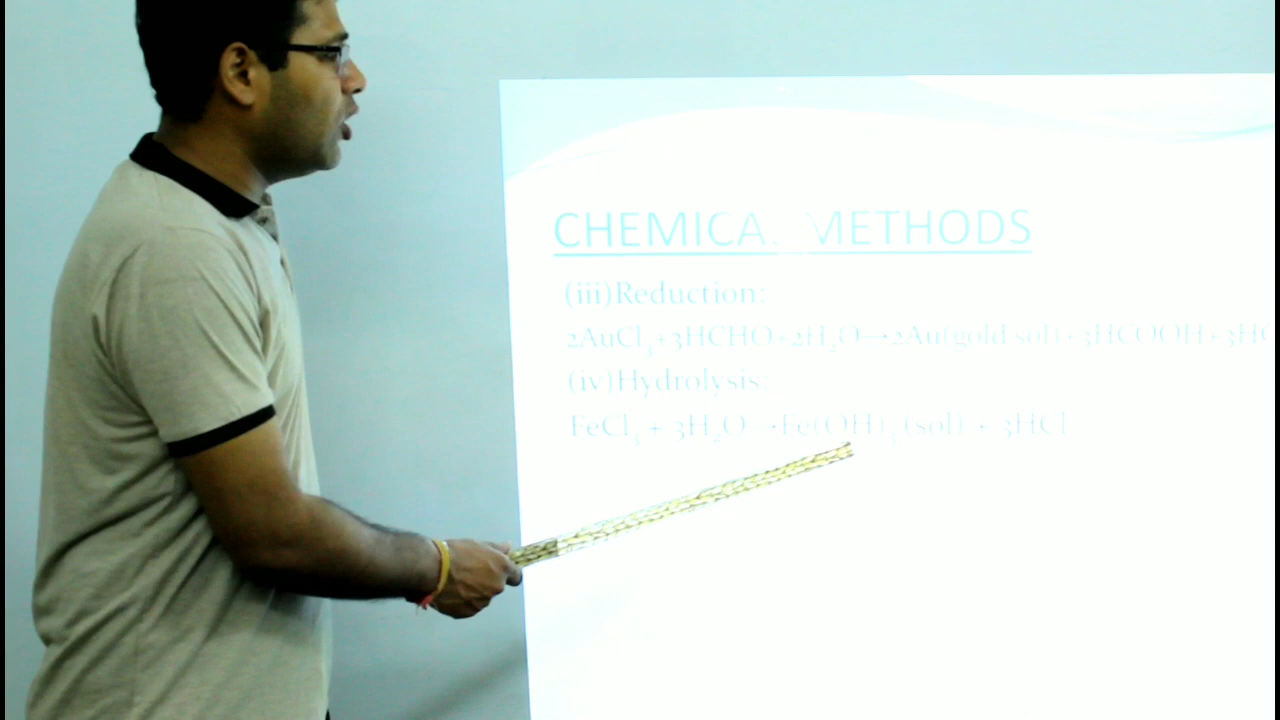 CHEMICAL METHODS
(iii)Reduction:
2AuCl₃+3HCHO+2H₂O→2Au(gold sol)+3HCOOH+3HC
(iv)Hydrolysis:
FeCl₃ + 3H₂O→Fe(OH)₃(sol) + 3HCl